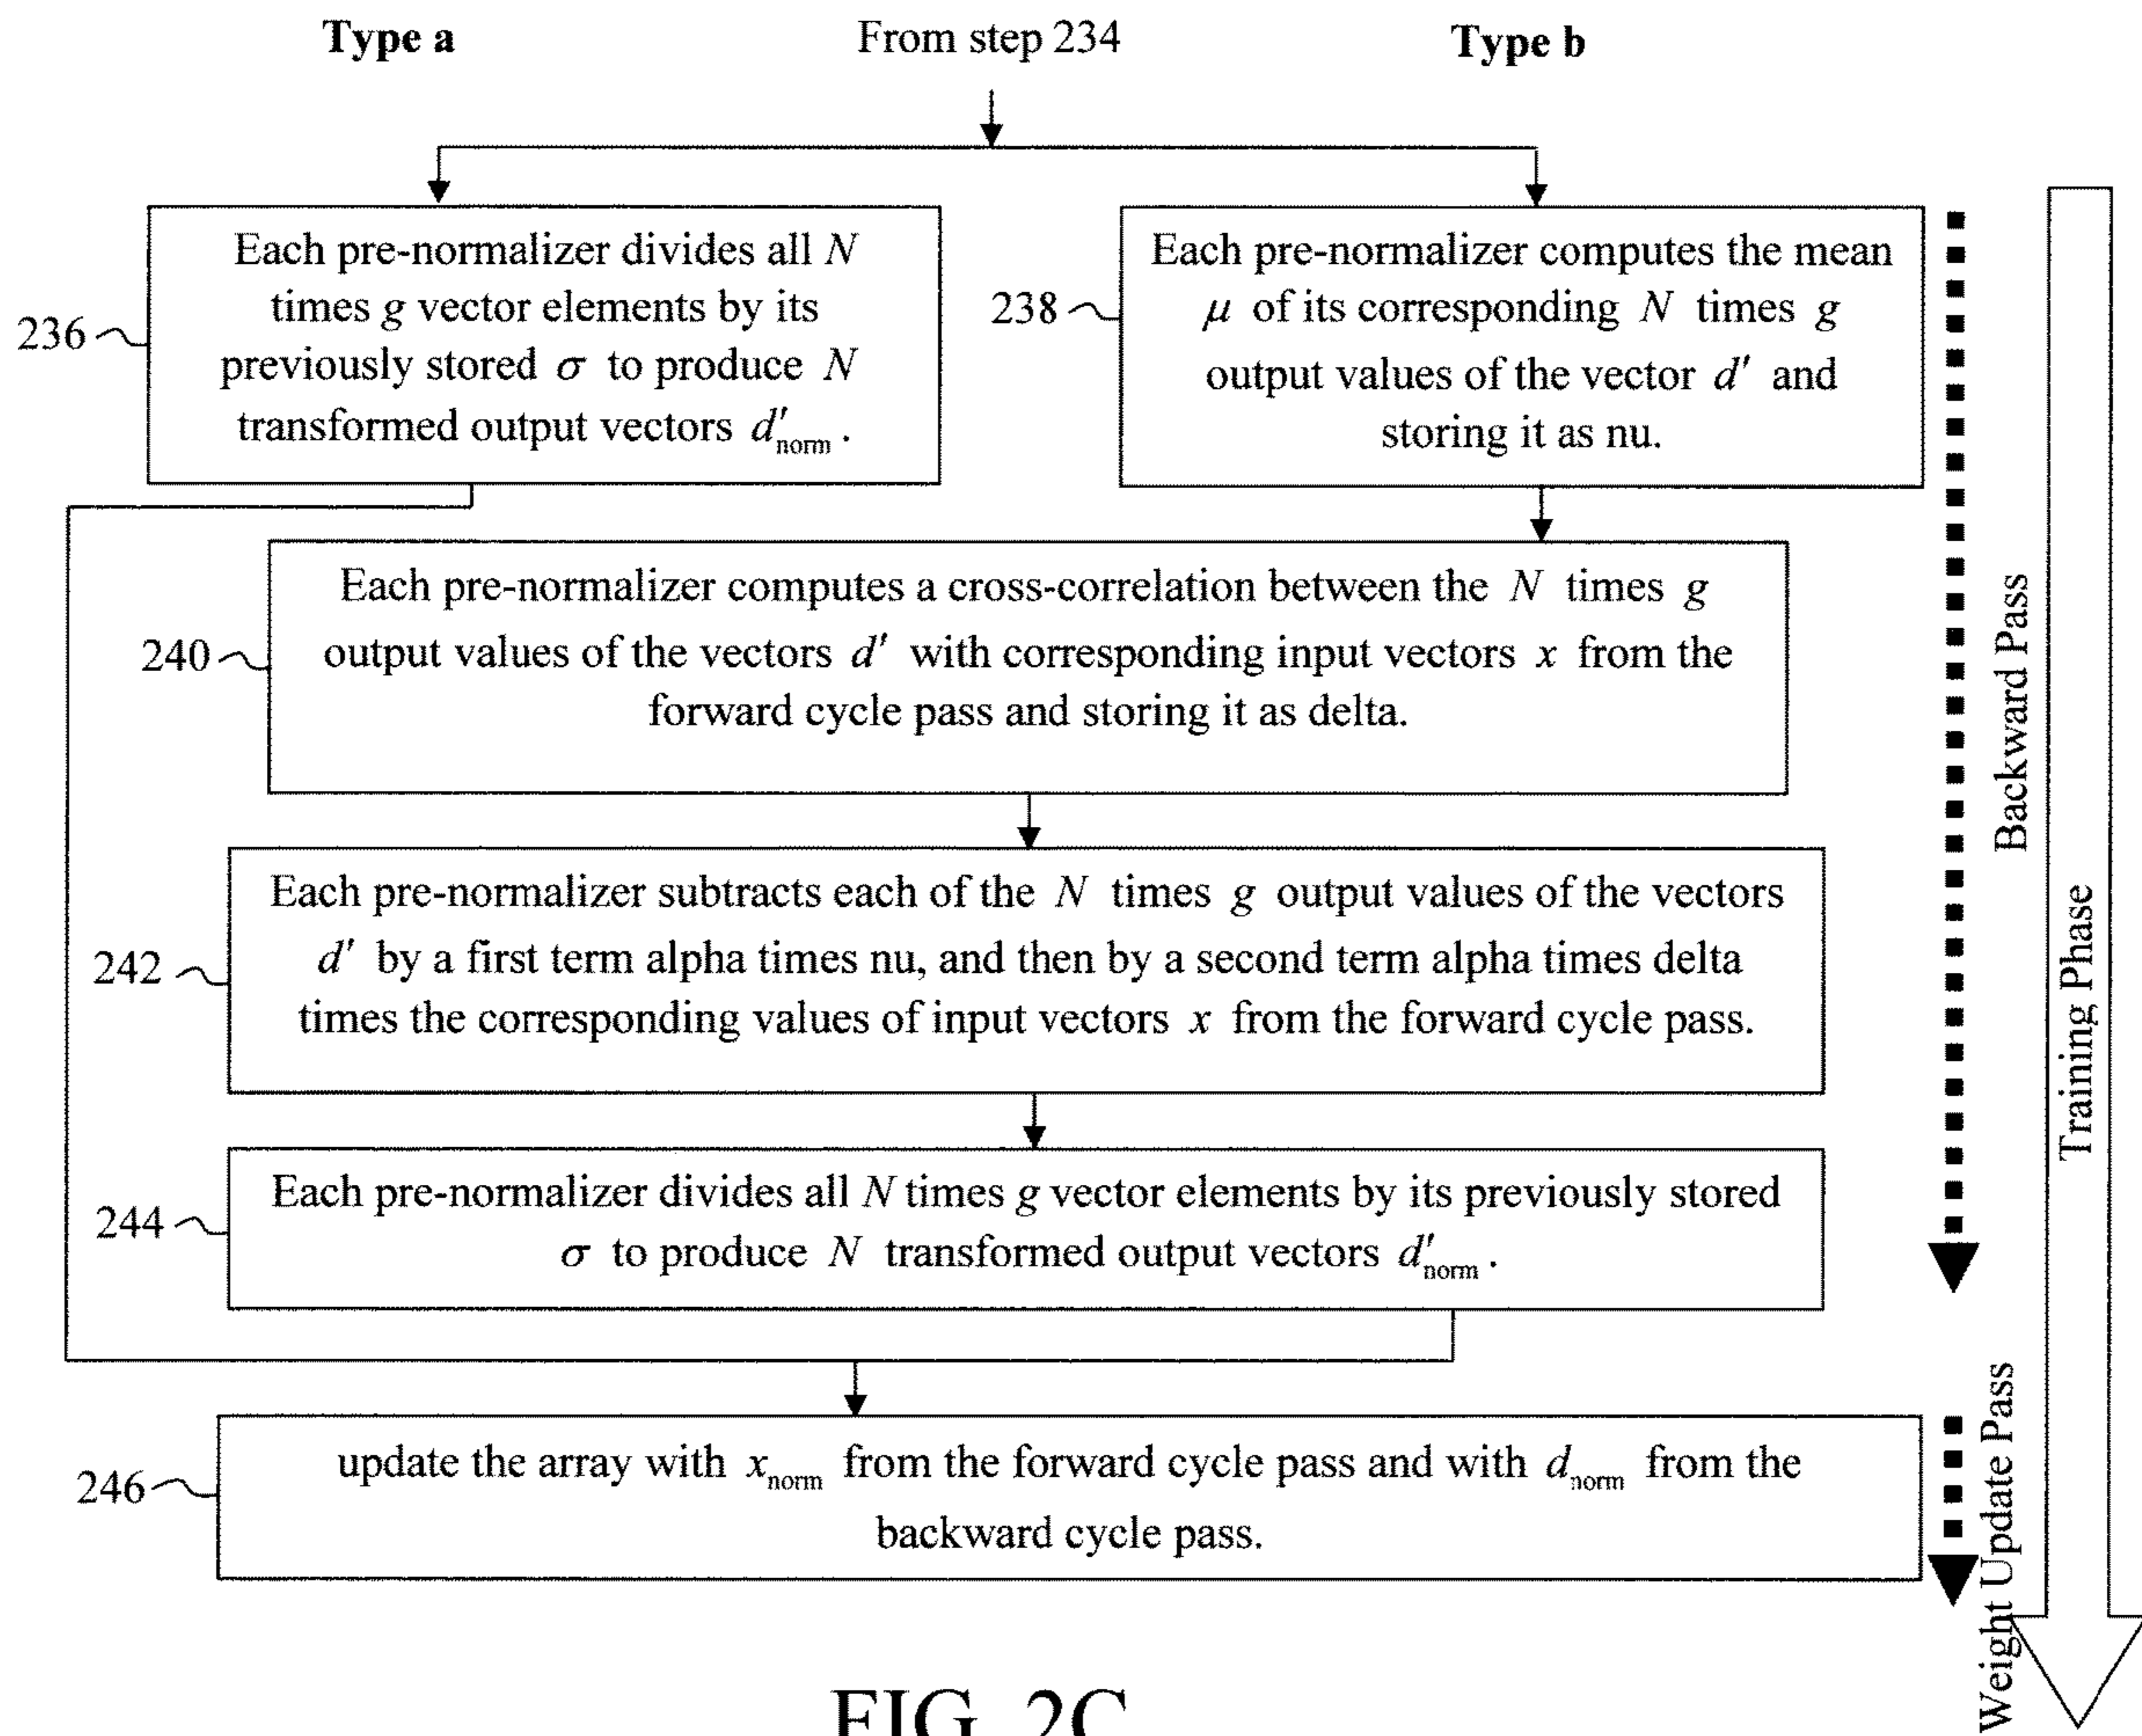 Type a
From step 234
Type b
Each pre-normalizer divides all N
times g vector elements by its
previously stored σ to produce N
transformed output vectors d′norm .
236
Each pre-normalizer computes the mean
μ of its corresponding N times g
output values of the vector d′ and
storing it as nu.
238
Each pre-normalizer computes a cross-correlation between the N times g
output values of the vectors d′ with corresponding input vectors x from the
forward cycle pass and storing it as delta.
240
Each pre-normalizer subtracts each of the N times g output values of the vectors
d′ by a first term alpha times nu, and then by a second term alpha times delta
times the corresponding values of input vectors x from the forward cycle pass.
242
Each pre-normalizer divides all N times g vector elements by its previously stored
σ to produce N transformed output vectors d′norm .
244
update the array with xnorm from the forward cycle pass and with dnorm from the
backward cycle pass.
246
Backward Pass
Weight Update Pass
Training Phase
FIG. 2C